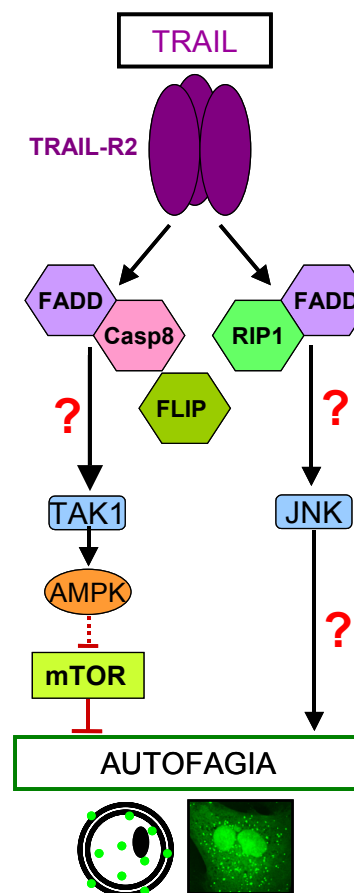 TRAIL
TRAIL-R2
FADD
Casp8
FLIP
RIP1
FADD
?
?
TAK1
JNK
AMPK
?
mTOR
AUTOFAGIA